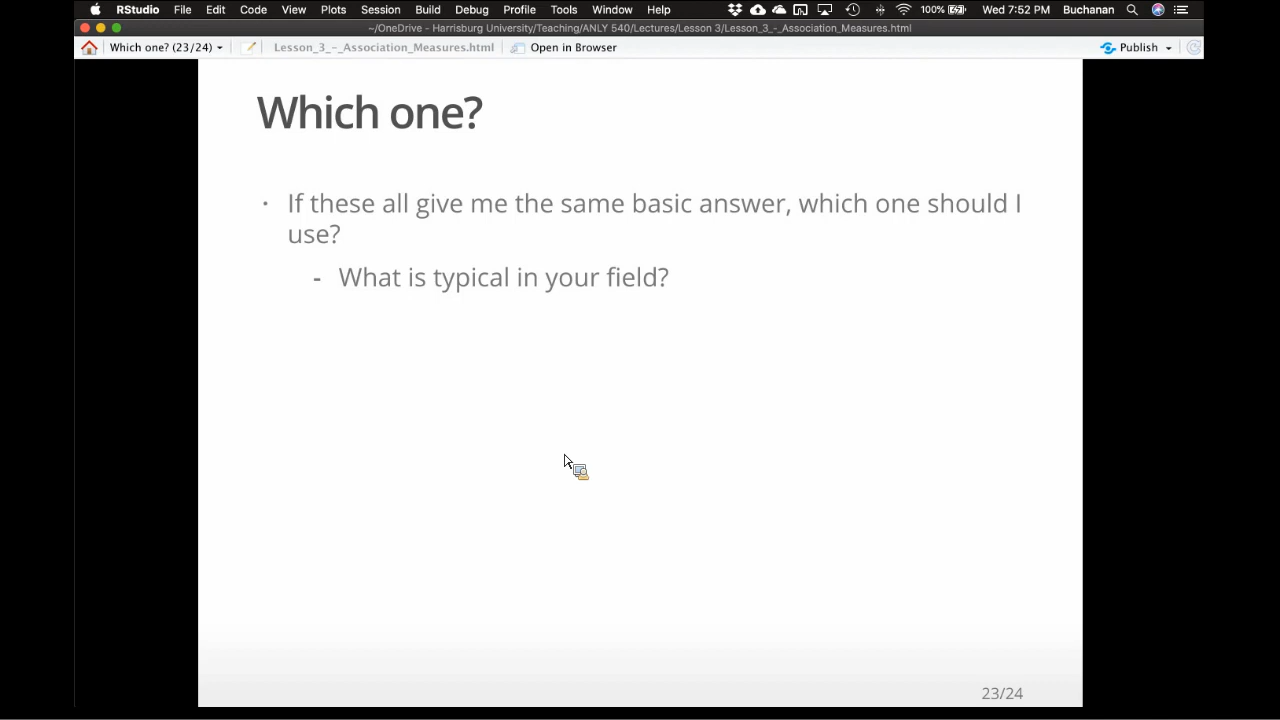 RStudio File Edit Code View Plots Session Build Debug Profile Tools Window Help 100% Wed 7:52 PM Buchanan
~/OneDrive - Harrisburg University/Teaching/ANLY 540/Lectures/Lesson 3/Lesson_3_-_Association_Measures.html
Which one? (23/24) Lesson_3_-_Association_Measures.html Open in Browser Publish
Which one?
· If these all give me the same basic answer, which one should I
use?
- What is typical in your field?
23/24